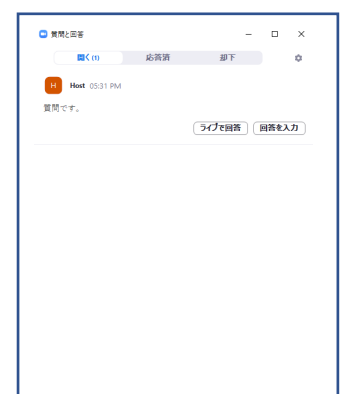 質問と回答
開く(1) 応答済 却下
H Host 05:31 PM
質問です。
ライブで回答 回答を入力